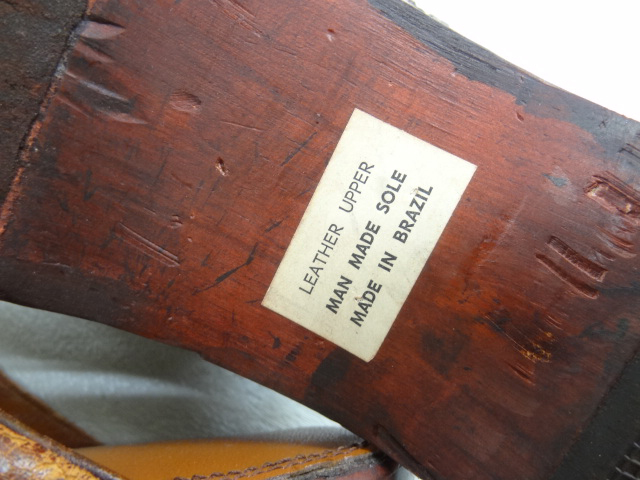 LEATHER UPPER
MAN MADE SOLE
MADE IN BRAZIL